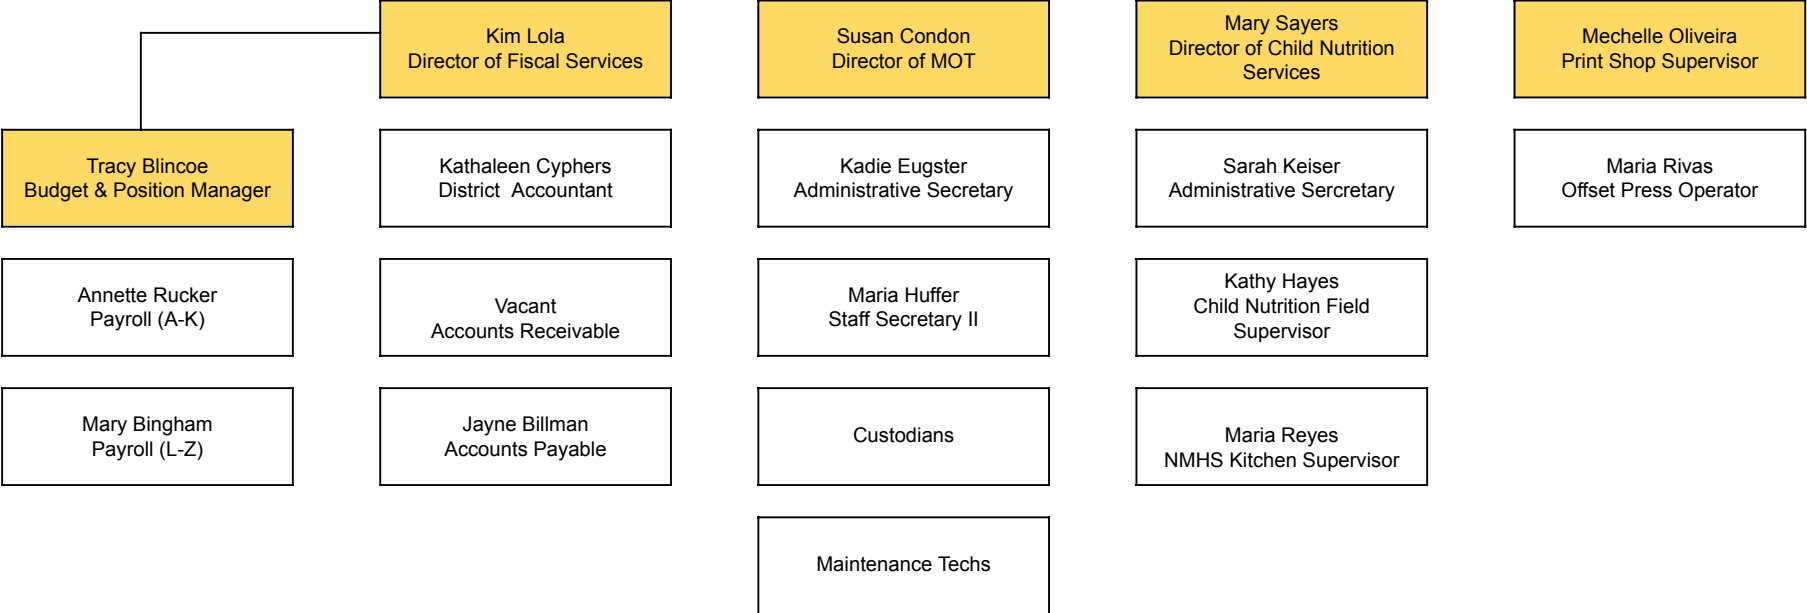 Kim Lola
Director of Fiscal Services
Susan Condon
Director of MOT
Mary Sayers
Director of Child Nutrition
Services
Mechelle Oliveira
Print Shop Supervisor
Tracy Blincoe
Budget & Position Manager
Kathaleen Cyphers
District  Accountant
Kadie Eugster
Administrative Secretary
Sarah Keiser
Administrative Sercretary
Maria Rivas
Offset Press Operator
Annette Rucker
Payroll (A-K)
Vacant
Accounts Receivable
Maria Huffer
Staff Secretary II
Kathy Hayes
Child Nutrition Field
Supervisor
Mary Bingham
Payroll (L-Z)
Jayne Billman
Accounts Payable
Custodians
Maria Reyes
NMHS Kitchen Supervisor
Maintenance Techs